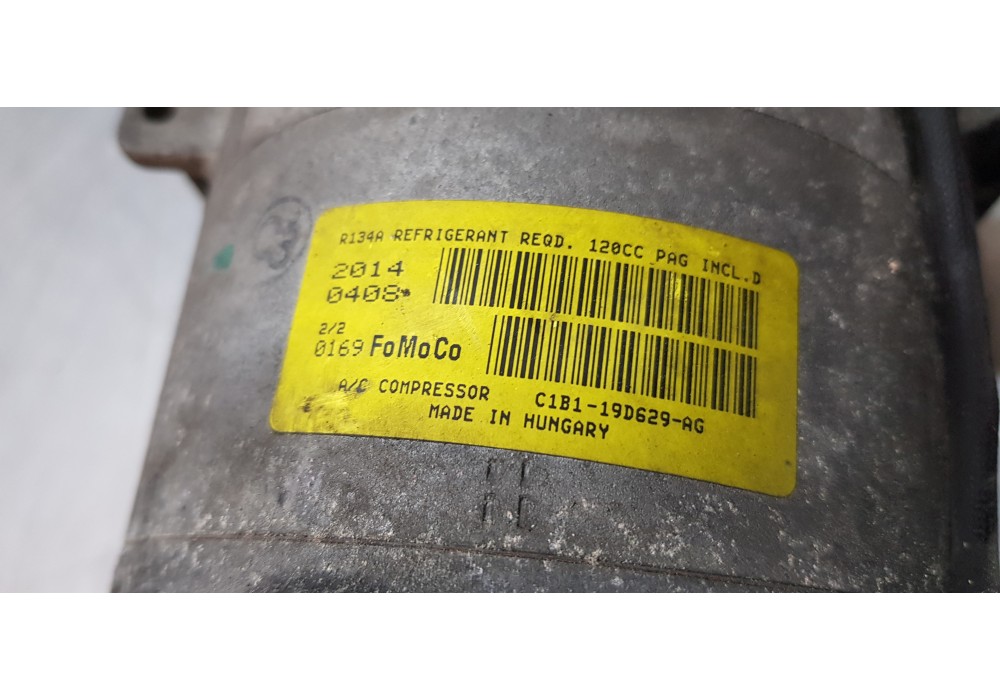 R134A REFRIGERANT REQD. 120CC PAG INCL.D
2014
0408
2/2
0169 FoMoCo
A/C COMPRESSOR C1B1-19D629-AG
MADE IN HUNGARY